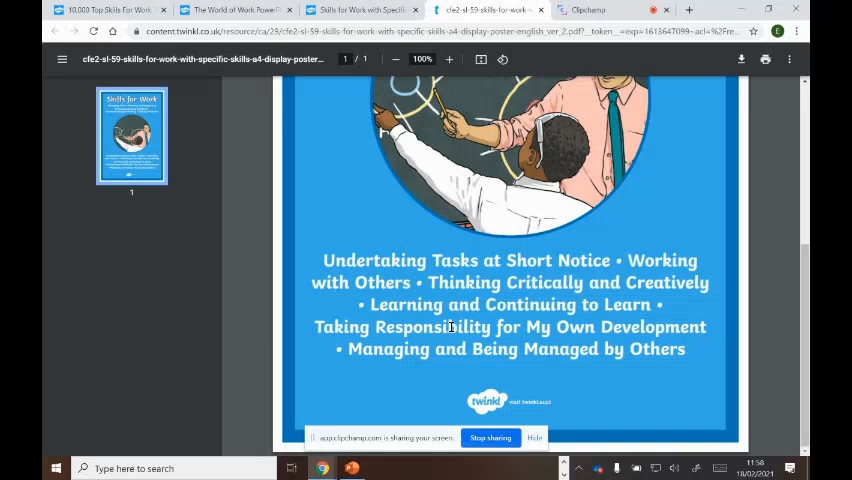 10,000 Top Skills For Work
The World of Work PowerP
Skills for Work with Specifi
cfe2-sl-59-skills-for-work-with
Clipchamp
content.twinkl.co.uk/resource/ca/29/cfe2-sl-59-skills-for-work-with-specific-skills-a4-display-poster-english_ver_2.pdf?__token__=exp=1613647099~acl=%2Fre...
E
cfe2-sl-59-skills-for-work-with-specific-skills-a4-display-poster...
1 / 1
100%
Skills for Work
1
Undertaking Tasks at Short Notice • Working
with Others • Thinking Critically and Creatively
• Learning and Continuing to Learn •
Taking Responsibility for My Own Development
• Managing and Being Managed by Others
twinkl
visit twinkl.co.uk
app.clipchamp.com is sharing your screen.
Stop sharing
Hide
Type here to search
11:58
18/02/2021